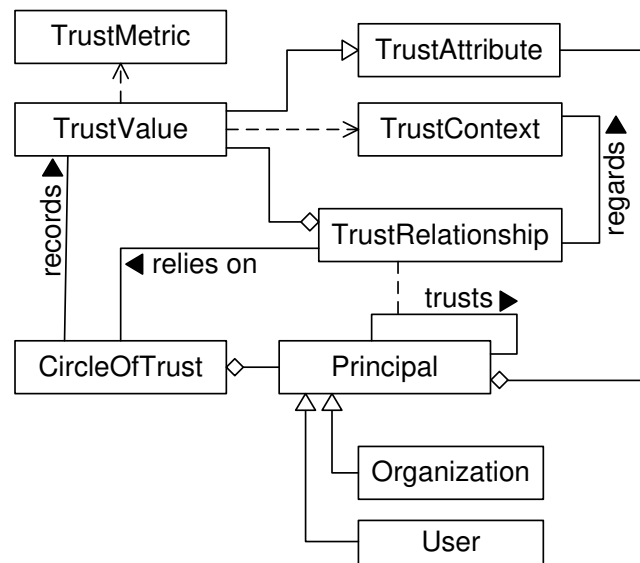 TrustMetric
TrustAttribute
TrustValue
TrustContext
records
regards
TrustRelationship
relies on
trusts
CircleOfTrust
Principal
Organization
User